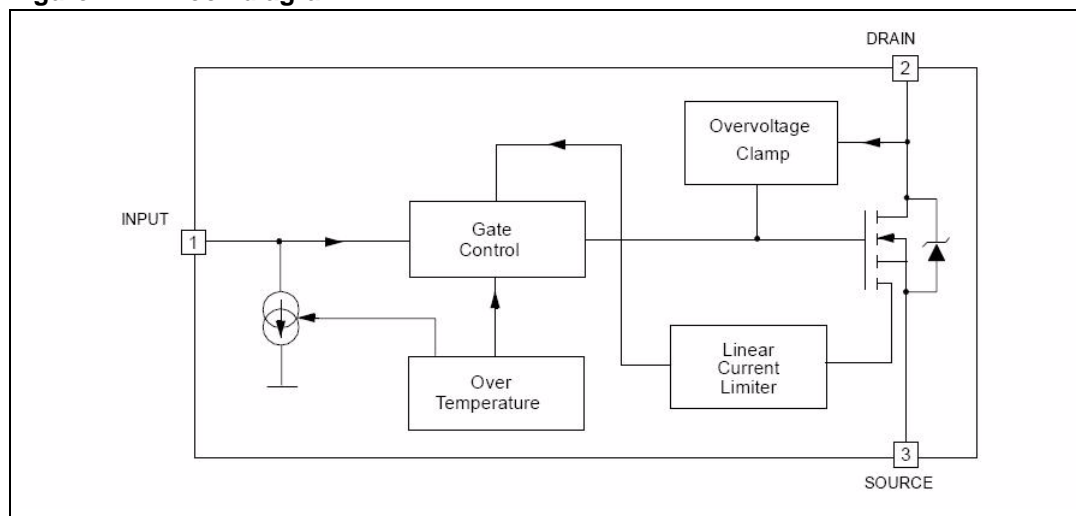 DRAIN
2
Overvoltage
Clamp
INPUT
1
Gate
Control
Linear
Current
Limiter
Over
Temperature
3
SOURCE